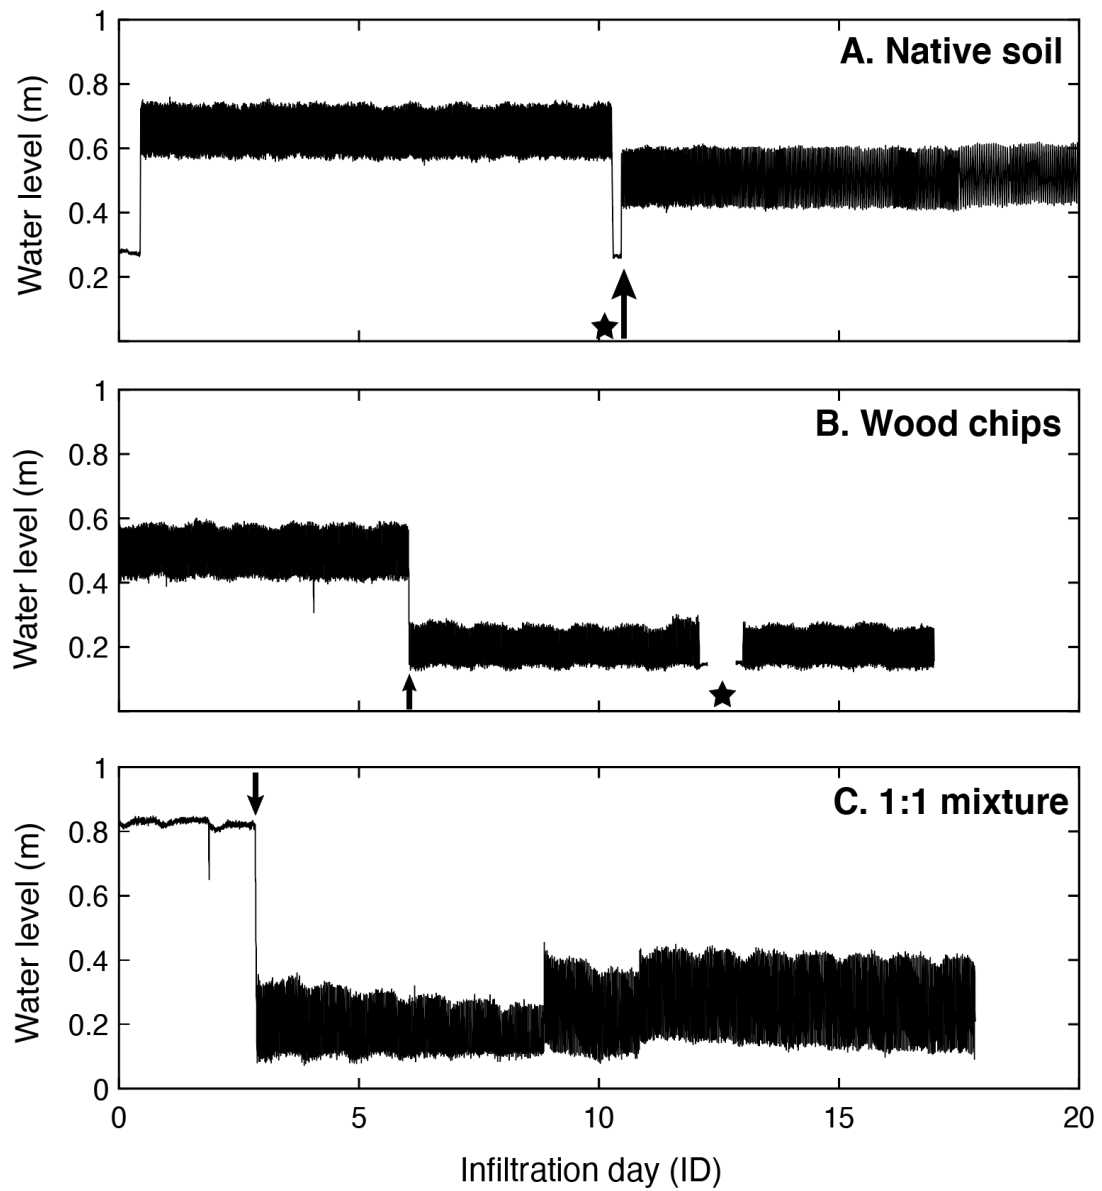 1
A. Native soil
0.8
0.6
0.4
0.2
Water level (m)
1
B. Wood chips
0.8
0.6
0.4
0.2
Water level (m)
1
C. 1:1 mixture
0.8
0.6
0.4
0.2
0
Water level (m)
0 5 10 15 20
Infiltration day (ID)